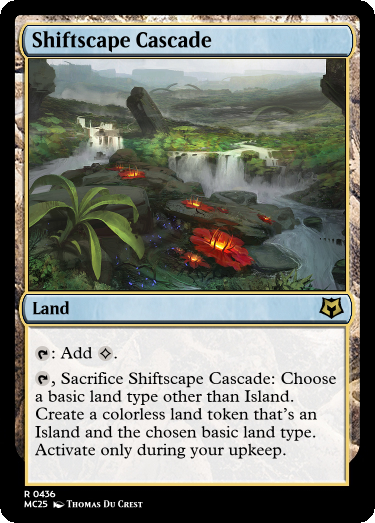 Shiftscape Cascade
Land
: Add .
, Sacrifice Shiftscape Cascade: Choose
a basic land type other than Island.
Create a colorless land token that's an
Island and the chosen basic land type.
Activate only during your upkeep.
R 0436
MC25 Thomas Du Crest